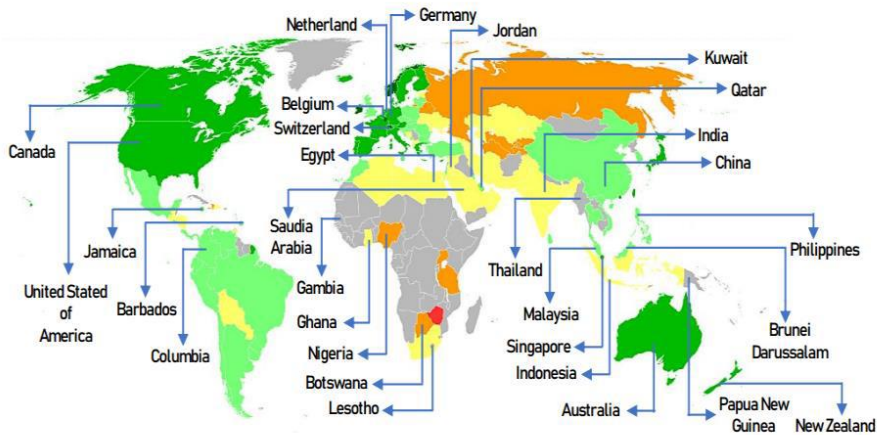 Netherland
Germany
Jordan
Kuwait
Belgium
Qatar
Switzerland
India
Canada
Egypt
China
Jamaica
Saudia
Arabia
Philippines
Thailand
United Stated
of
America
Barbados
Gambia
Malaysia
Ghana
Brunei
Darussalam
Columbia
Singapore
Nigeria
Indonesia
Botswana
Lesotho
Australia
Papua New
Guinea
New Zealand